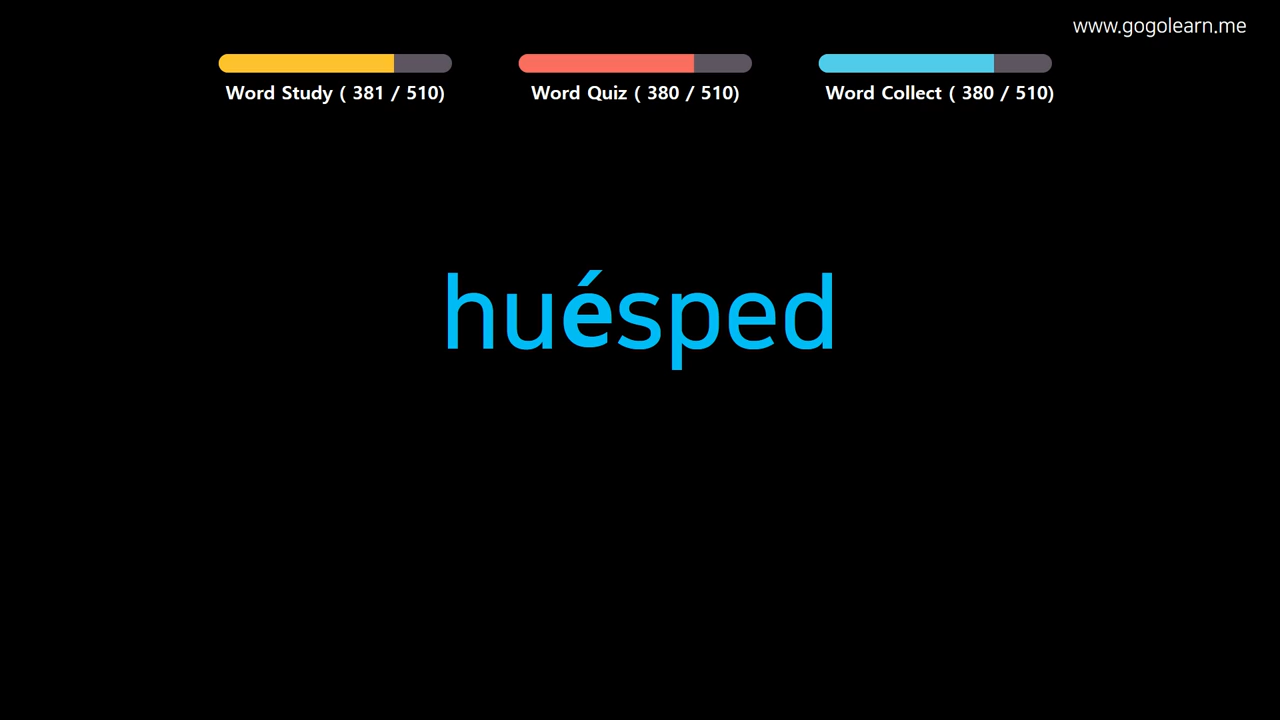 www.gogolearn.me
Word Study ( 381 / 510)
Word Quiz ( 380 / 510)
Word Collect ( 380 / 510)
huésped